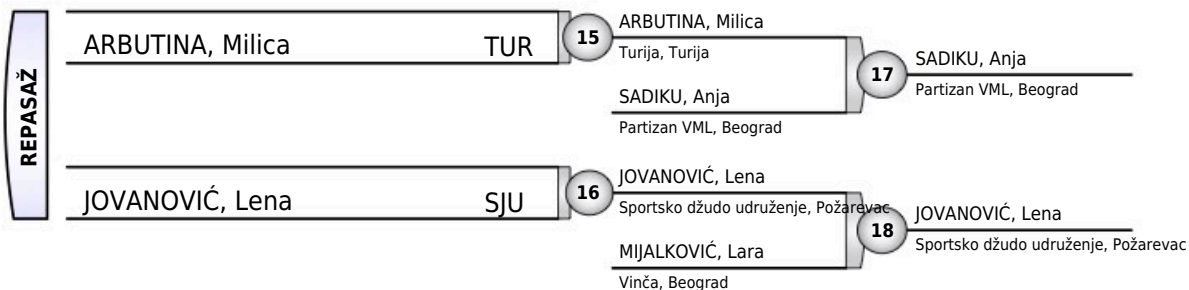 REPASAŽ
ARBUTINA, Milica TUR
15
ARBUTINA, Milica
Turija, Turija
SADIKU, Anja
Partizan VML, Beograd
17
SADIKU, Anja
Partizan VML, Beograd
JOVANOVIĆ, Lena SJU
16
JOVANOVIĆ, Lena
Sportsko džudo udruženje, Požarevac
MIJALKOVIĆ, Lara
Vinča, Beograd
18
JOVANOVIĆ, Lena
Sportsko džudo udruženje, Požarevac